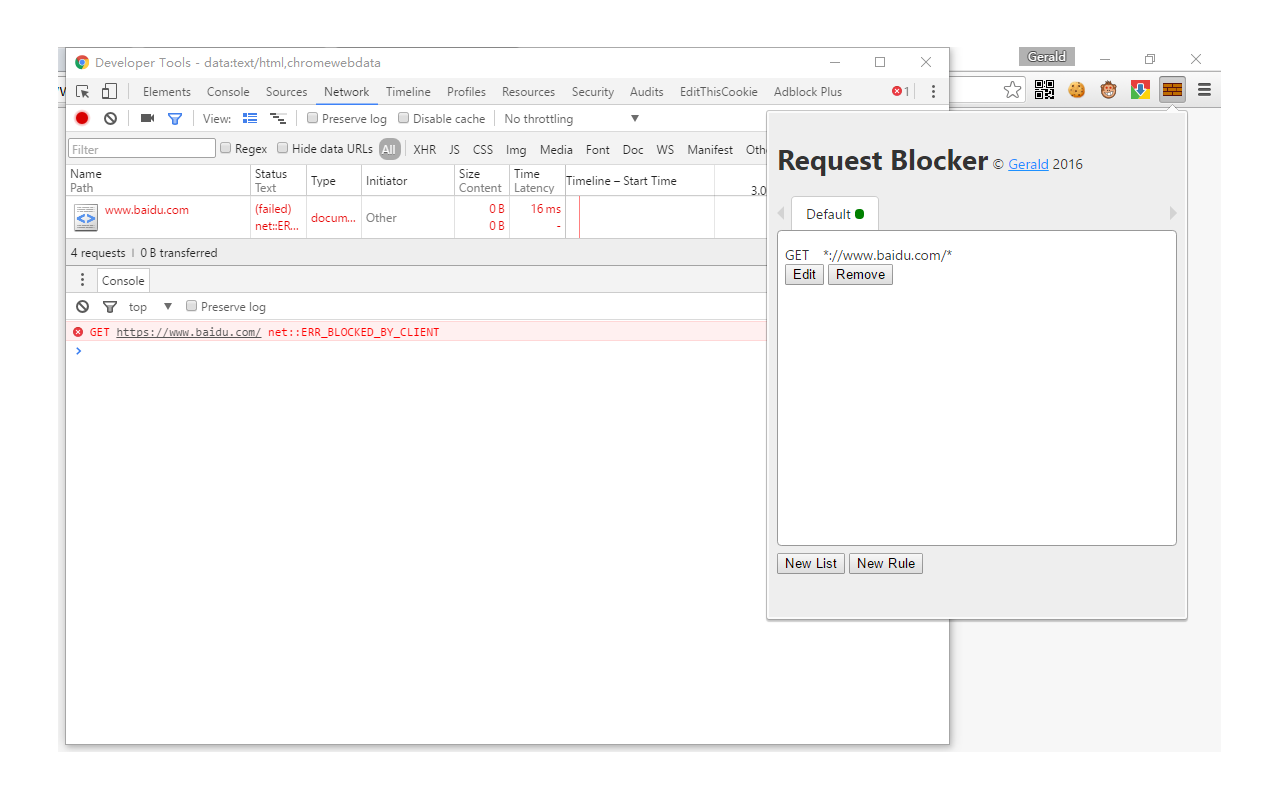 Developer Tools - data:text/html,chromewebdata
Gerald
Elements Console Sources Network Timeline Profiles Resources Security Audits EditThisCookie Adblock Plus 1
View: Preserve log Disable cache No throttling
Filter Regex Hide data URLs All XHR JS CSS Img Media Font Doc WS Manifest Oth
Name Status Type Initiator Size Time Timeline – Start Time
Path Text Content Latency 3.0
www.baidu.com (failed) docum... Other 0 B 16 ms
net::ER... 0 B -
4 requests | 0 B transferred
Console
top Preserve log
GET https://www.baidu.com/ net::ERR_BLOCKED_BY_CLIENT
Request Blocker © Gerald 2016
Default
GET *://www.baidu.com/*
Edit Remove
New List New Rule